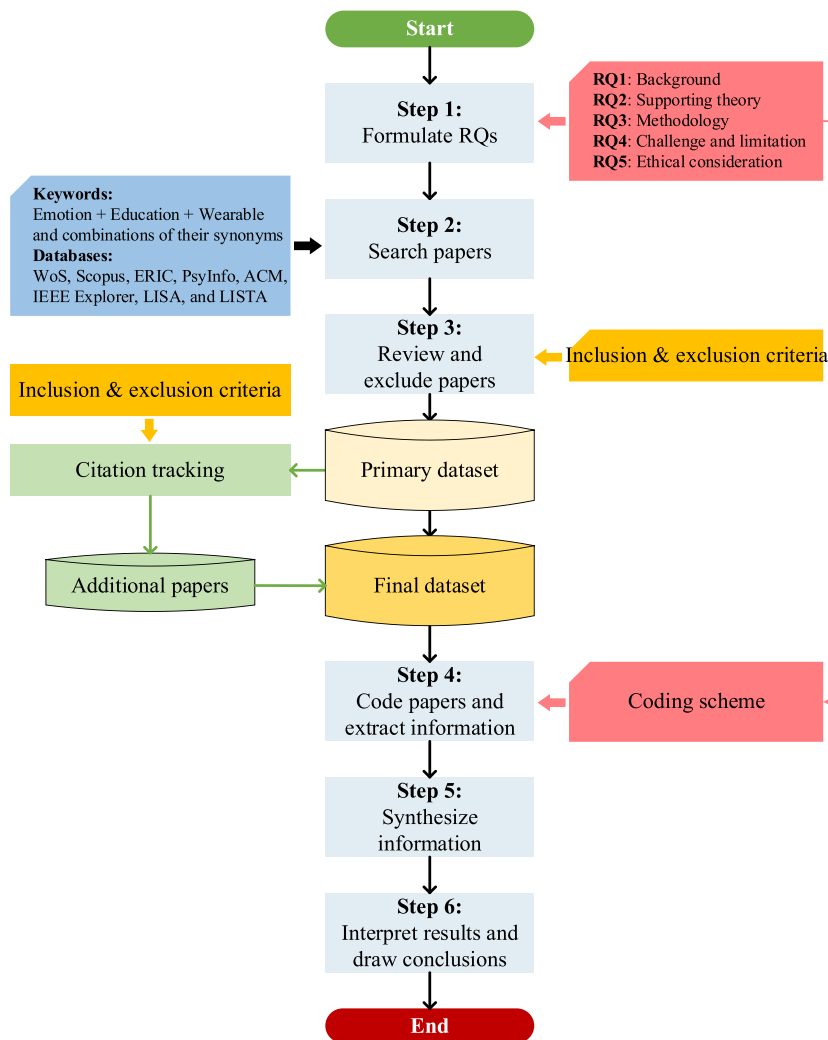 Start
Step 1:
Formulate RQs
RQ1: Background
RQ2: Supporting theory
RQ3: Methodology
RQ4: Challenge and limitation
RQ5: Ethical consideration
Keywords:
Emotion + Education + Wearable
and combinations of their synonyms
Databases:
WoS, Scopus, ERIC, PsyInfo, ACM,
IEEE Explorer, LISA, and LISTA
Step 2:
Search papers
Step 3:
Review and
exclude papers
Inclusion & exclusion criteria
Inclusion & exclusion criteria
Citation tracking
Primary dataset
Additional papers
Final dataset
Step 4:
Code papers and
extract information
Coding scheme
Step 5:
Synthesize
information
Step 6:
Interpret results and
draw conclusions
End